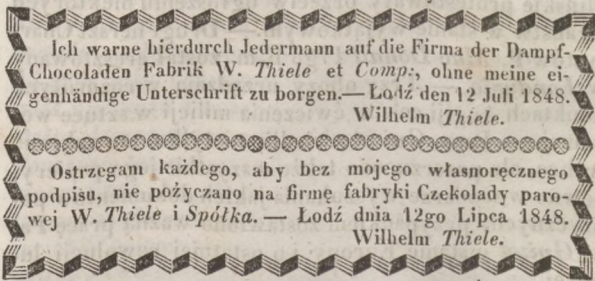 Ich warne hierdurch Jedermann auf die Firma der Dampf-
Chocoladen Fabrik W. Thiele et Comp:, ohne meine ei-
genhändige Unterschrift zu borgen.— Łodź den 12 Juli 1848.
Wilhelm Thiele.
Ostrzegam każdego, aby bez mojego własnoręcznego
podpisu, nie pożyczano na firmę fabryki Czekolady paro-
wej W. Thiele i Spółka. — Łodź dnia 12go Lipca 1848.
Wilhelm Thiele.